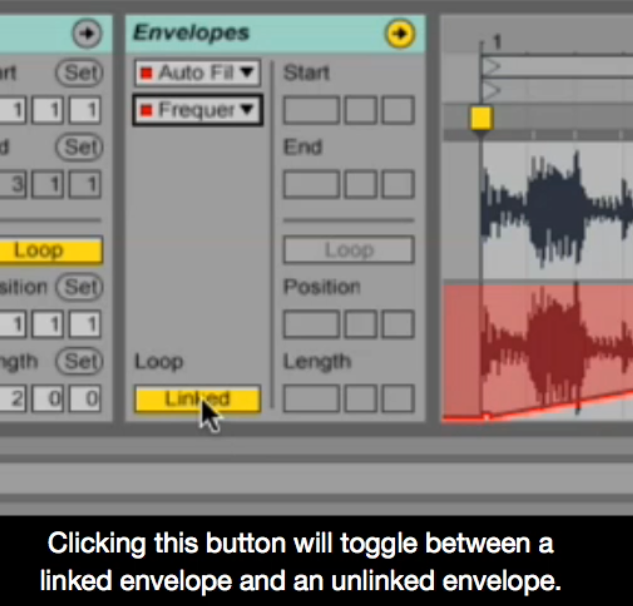 Envelopes
rt Set
Auto Fil
Start
1
1 1 1
Frequer
d Set
End
3 1 1
Loop
Loop
sition Set
Position
1 1 1
ngth Set
Loop
Length
2 0 0
Linked
Clicking this button will toggle between a
linked envelope and an unlinked envelope.